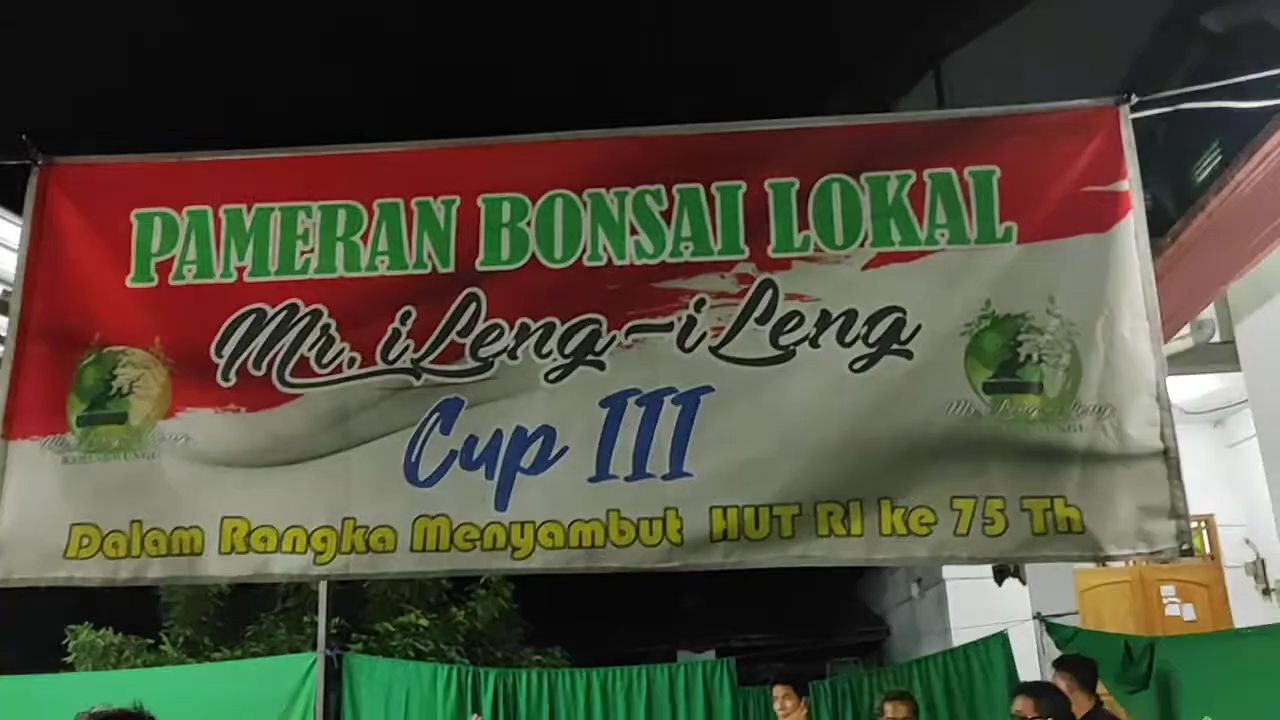 PAMERAN BONSAI LOKAL
Mr. iLeng-iLeng
Cup III
Dalam Rangka Menyambut HUT RI ke 75 Th